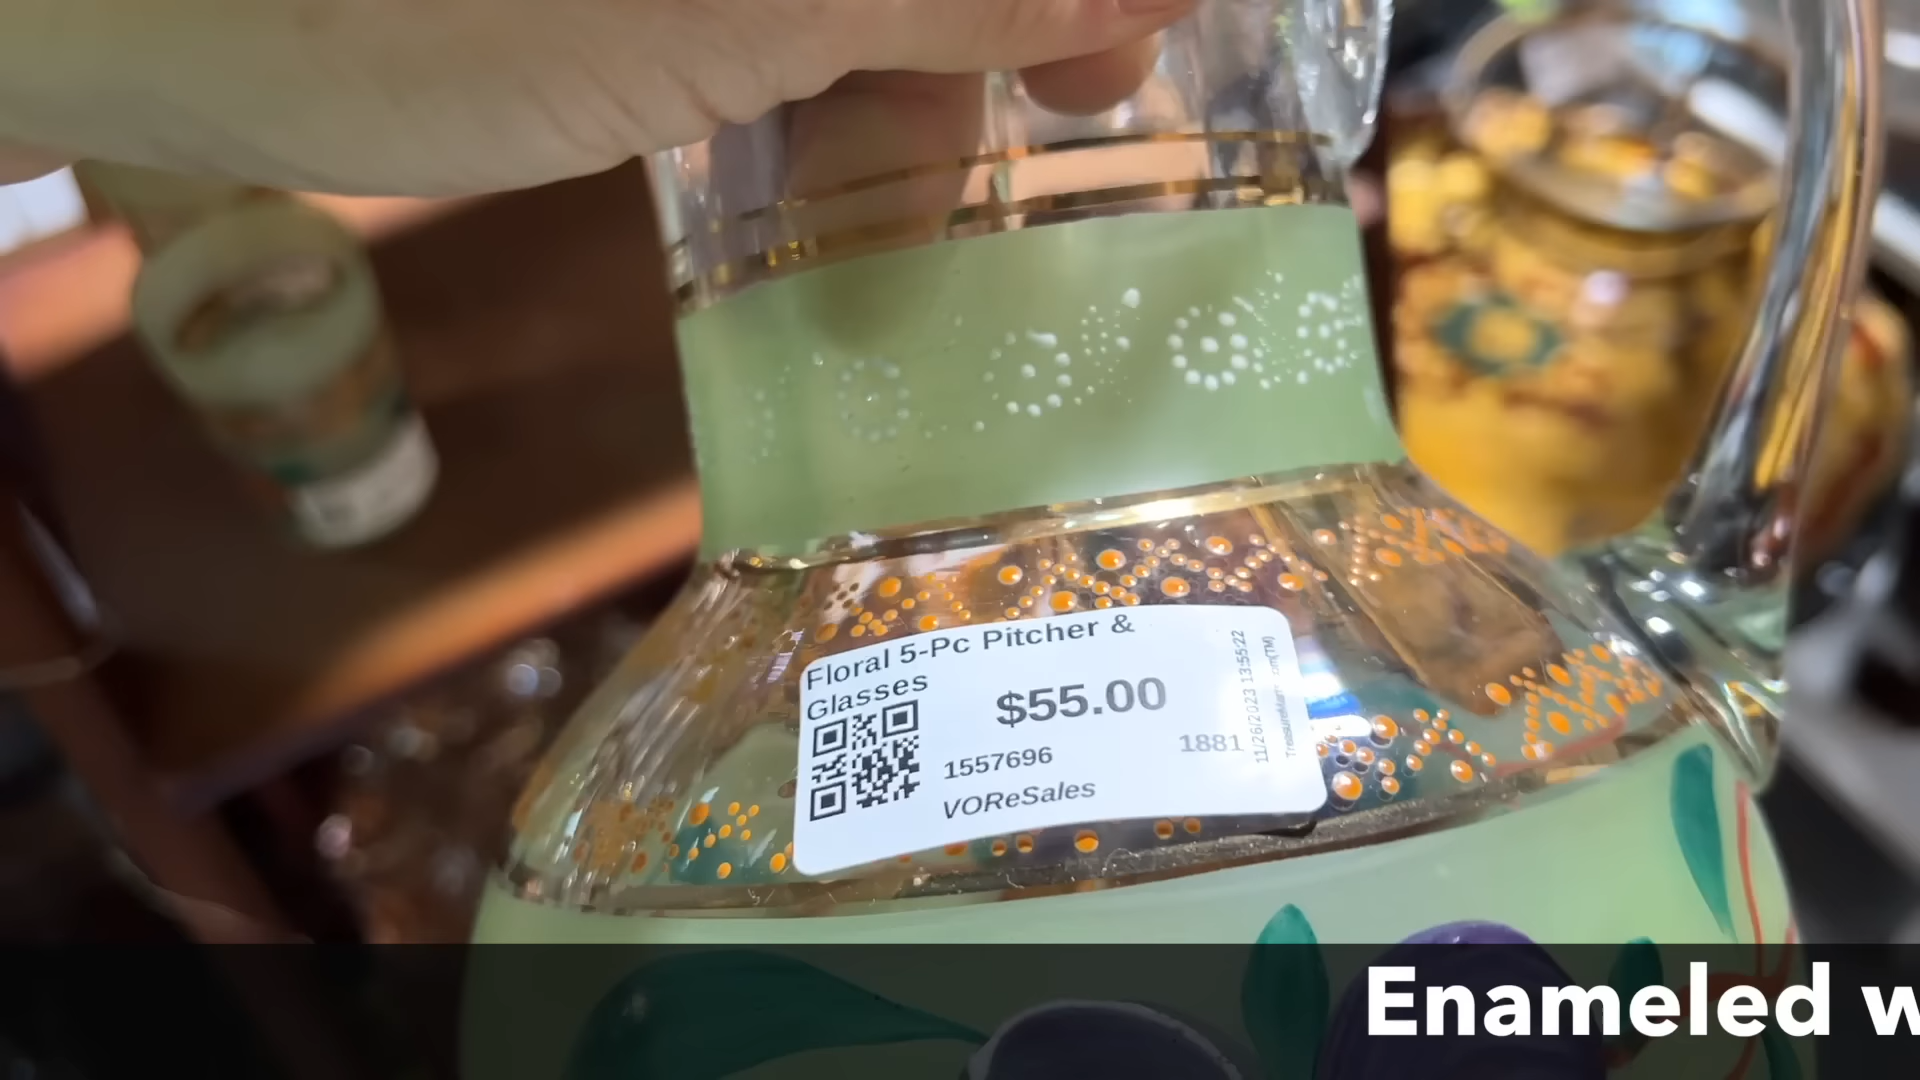 Floral 5-Pc Pitcher &
Glasses
$55.00
1557696
1881
VOReSales
11/26/2023 13:55:22
Enameled w